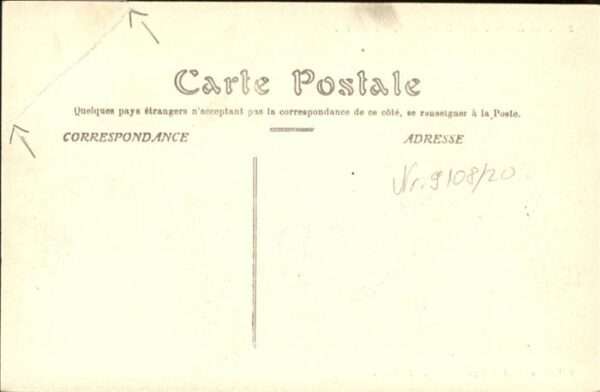 Carte Postale
Quelques pays étrangers n'acceptant pas la correspondance de ce côté, se renseigner à la Poste.
CORRESPONDANCE
ADRESSE
Nr. 9108/20